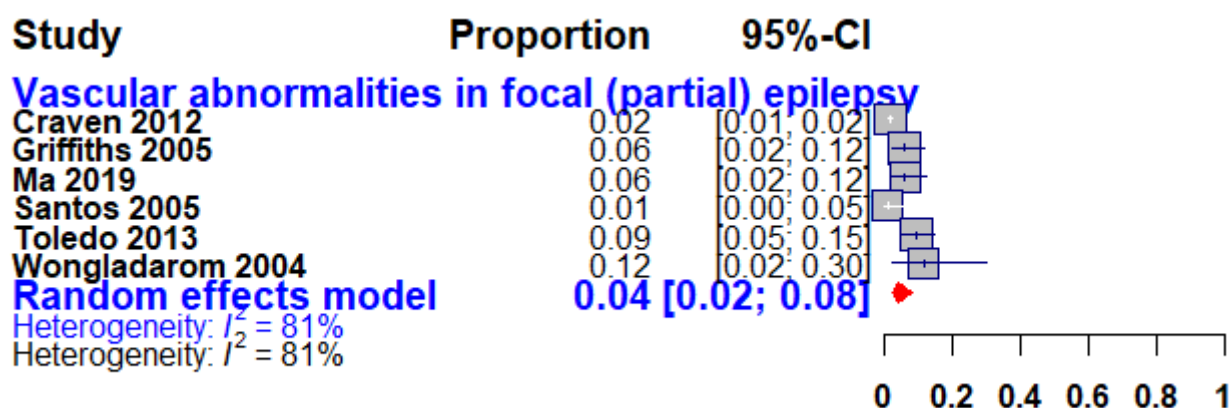 Study Proportion 95%-CI
Vascular abnormalities in focal (partial) epilepsy
Craven 2012 0.02 [0.01; 0.02]
Griffiths 2005 0.06 [0.02; 0.12]
Ma 2019 0.06 [0.02; 0.12]
Santos 2005 0.01 [0.00; 0.05]
Toledo 2013 0.09 [0.05; 0.15]
Wongladarom 2004 0.12 [0.02; 0.30]
Random effects model 0.04 [0.02; 0.08]
Heterogeneity: I² = 81%
Heterogeneity: I² = 81%
0 0.2 0.4 0.6 0.8 1